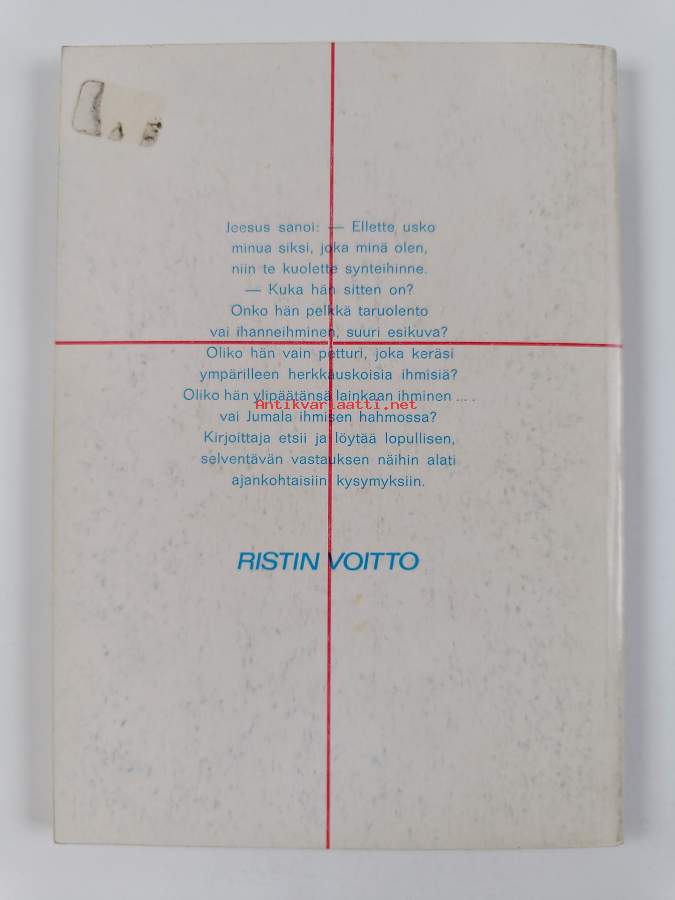 Jeesus sanoi: — Ellette usko
minua siksi, joka minä olen,
niin te kuolette synteihinne.
— Kuka hän sitten on?
Onko hän pelkkä taruolento
vai ihanneihminen, suuri esikuva?
Oliko hän vain petturi, joka keräsi
ympärilleen herkkäuskoisia ihmisiä?
Oliko hän ylipäätänsä lainkaan ihminen ....
Antikvariaatti.net
vai Jumala ihmisen hahmossa?
Kirjoittaja etsii ja löytää lopullisen,
selventävän vastauksen näihin alati
ajankohtaisiin kysymyksiin.
RISTIN VOITTO